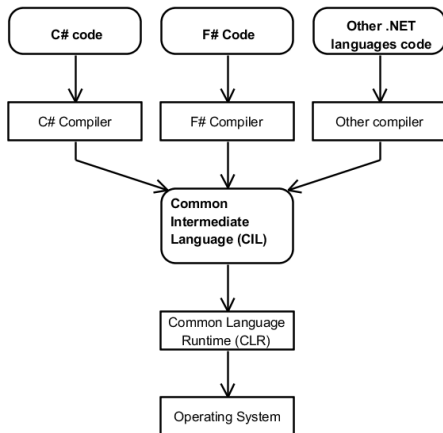 C# code
F# Code
Other .NET
languages code
C# Compiler
F# Compiler
Other compiler
Common
Intermediate
Language (CIL)
Common Language
Runtime (CLR)
Operating System